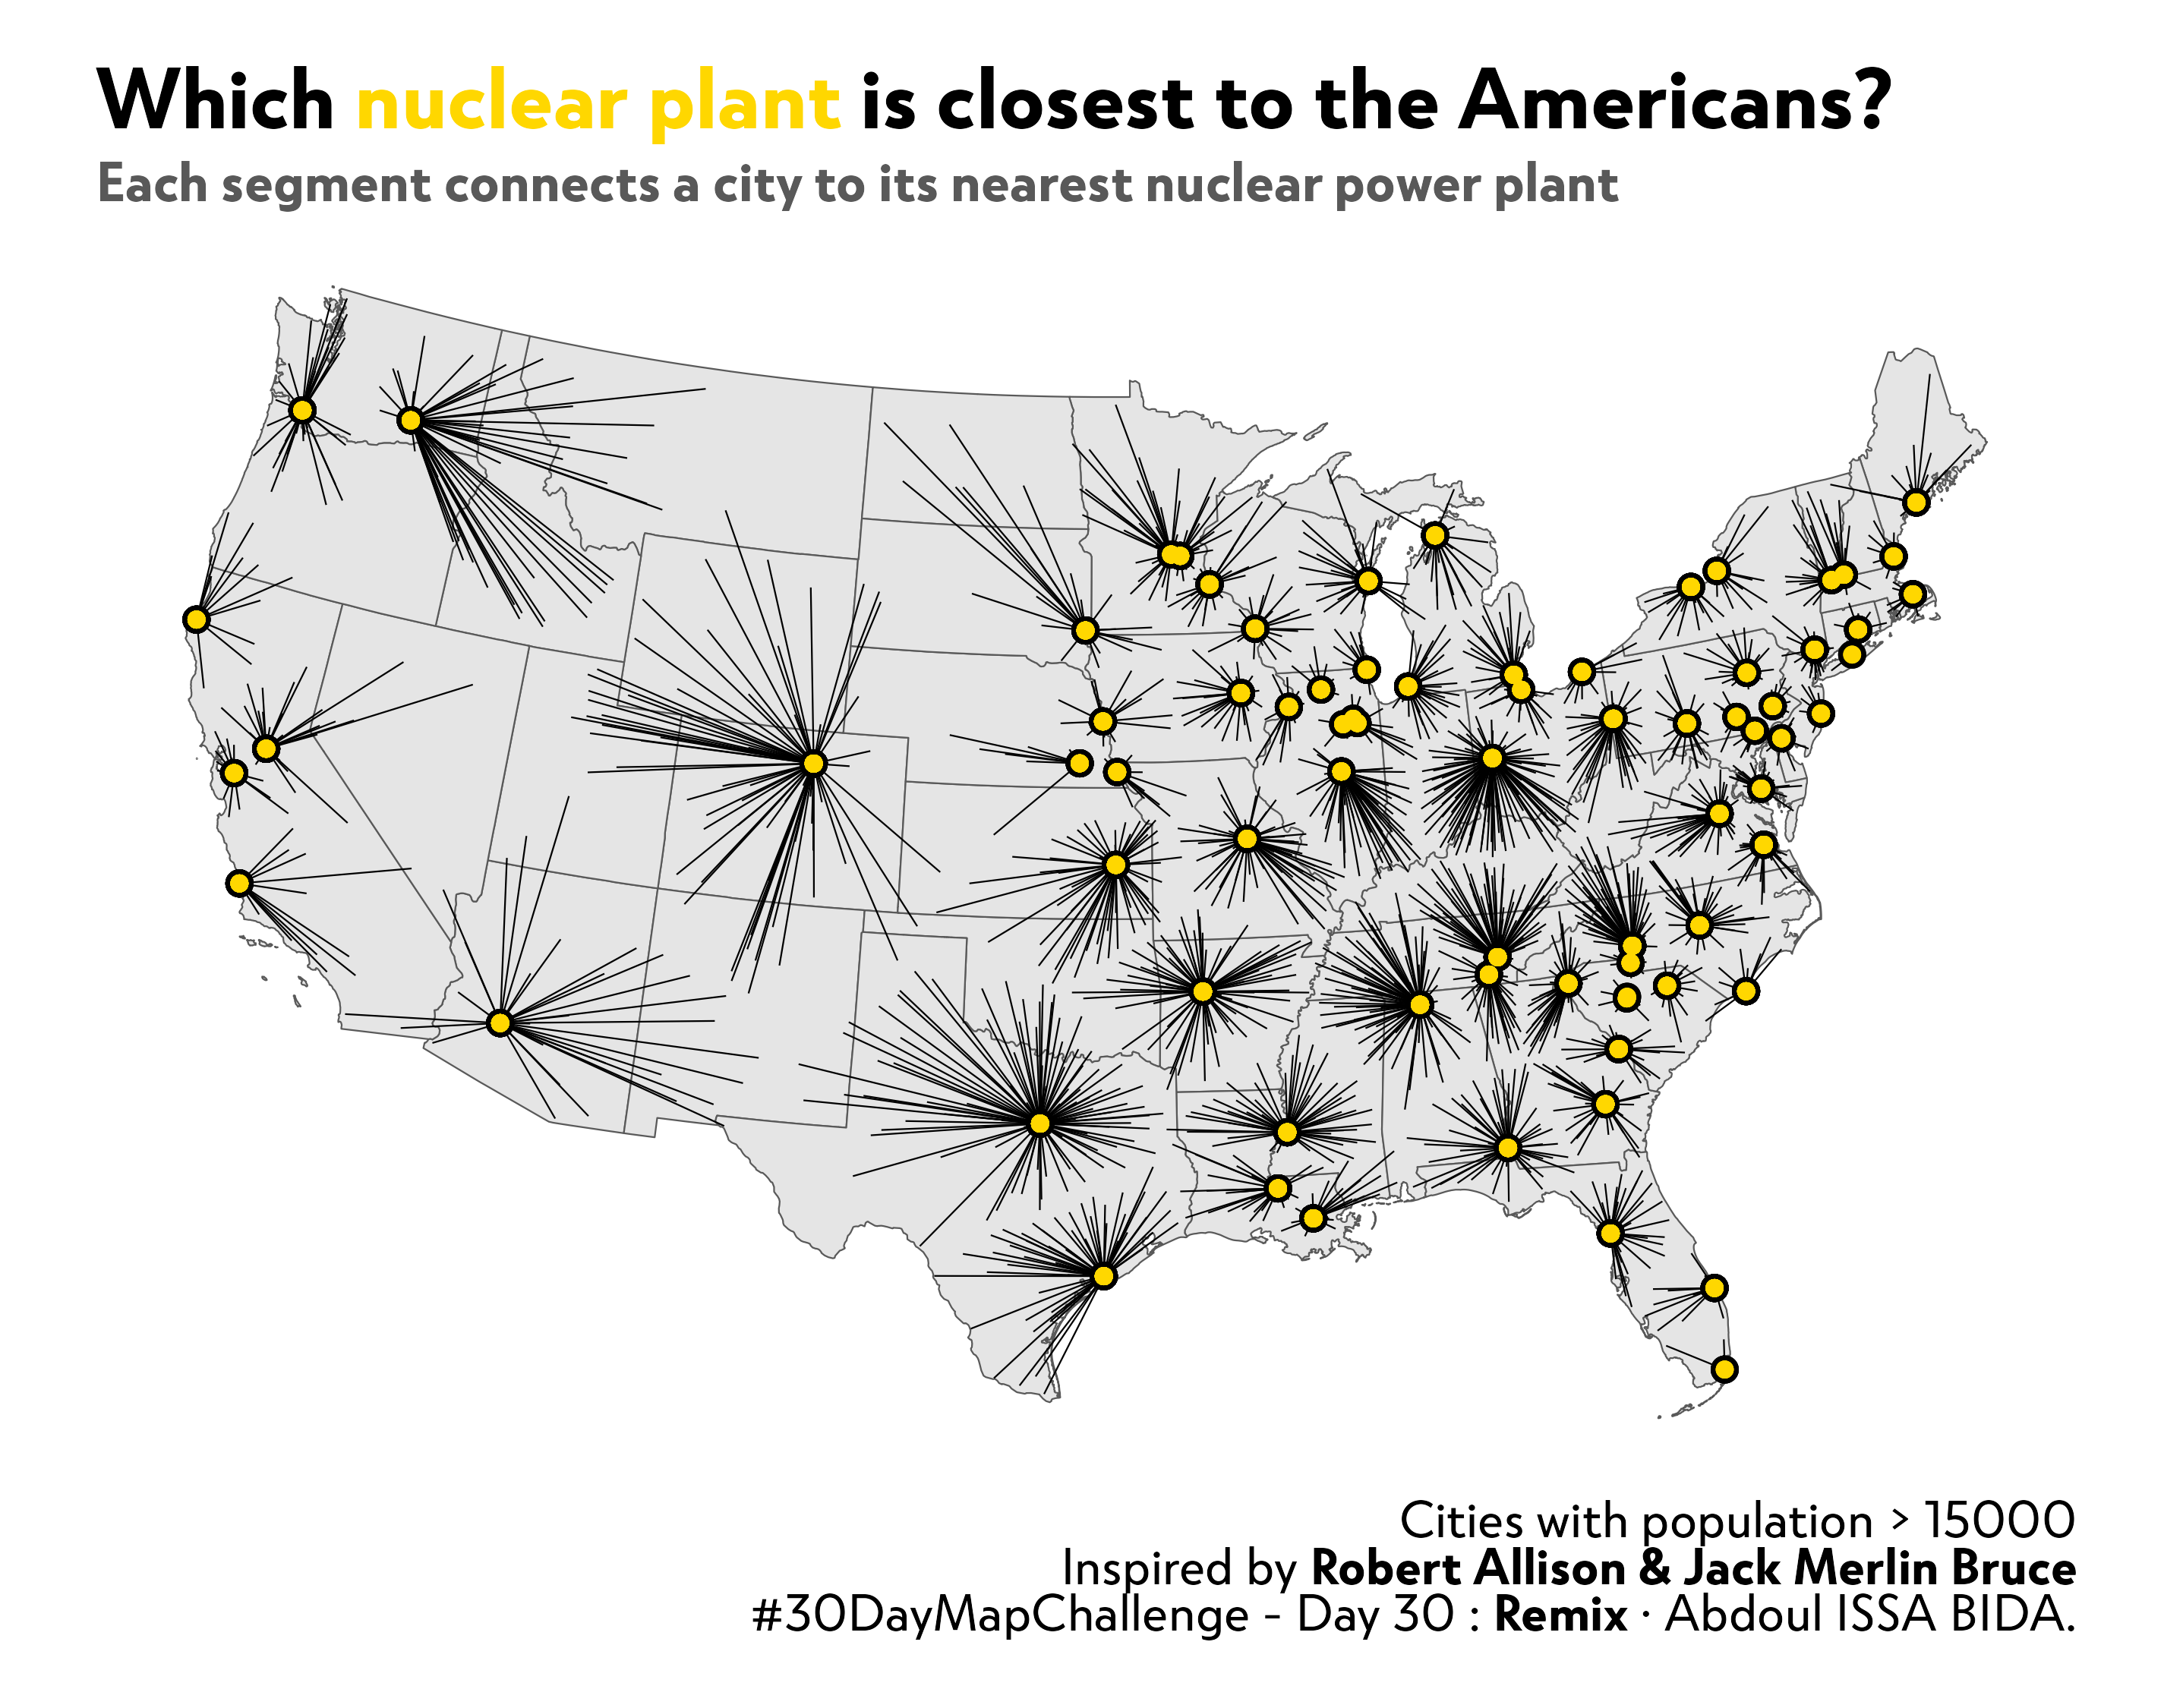 Which nuclear plant is closest to the Americans?
Each segment connects a city to its nearest nuclear power plant
Cities with population > 15000
Inspired by Robert Allison & Jack Merlin Bruce
#30DayMapChallenge - Day 30 : Remix · Abdoul ISSA BIDA.